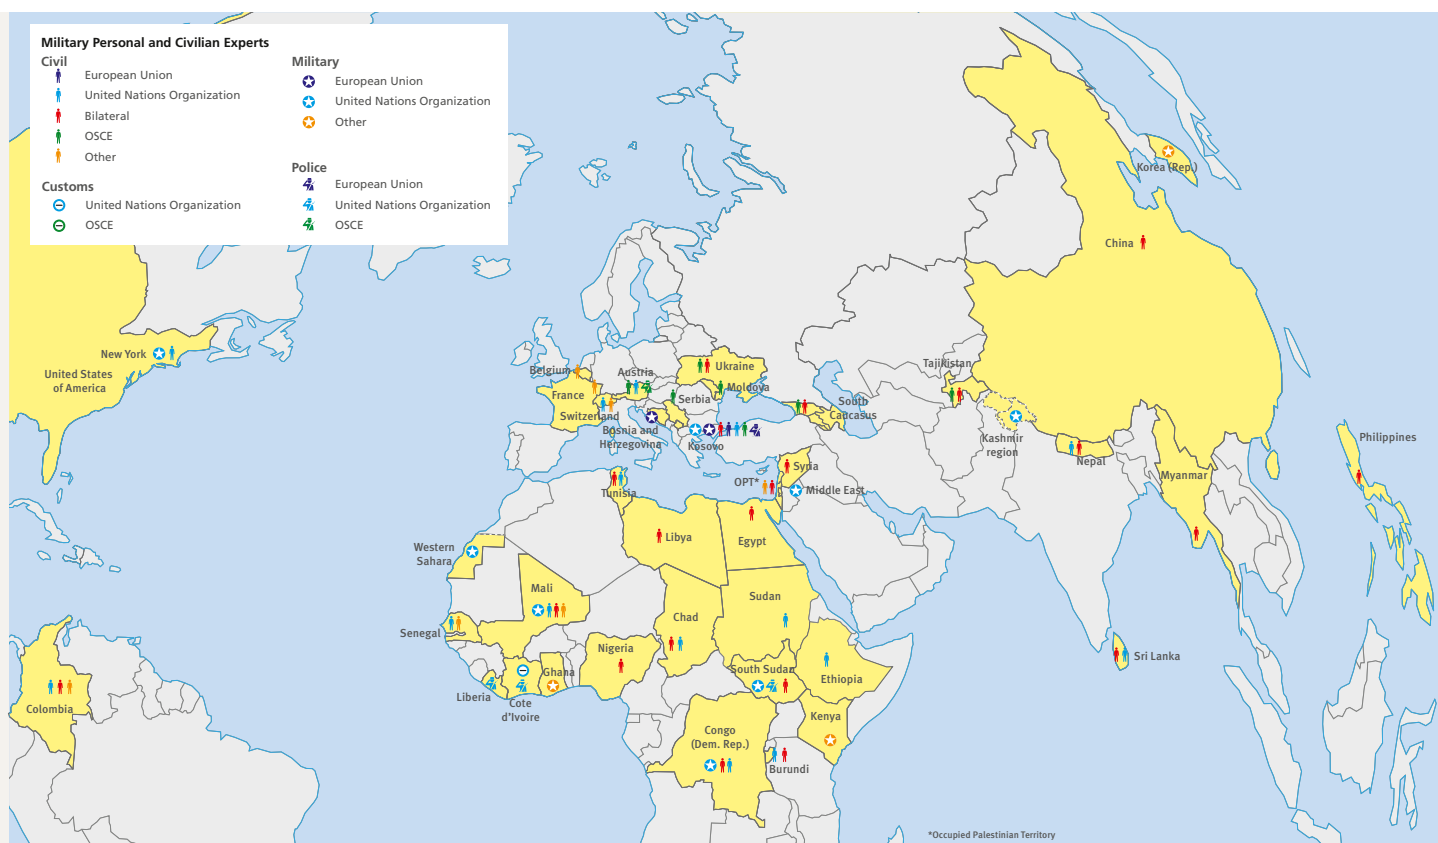 Military Personal and Civilian Experts
Civil
European Union
United Nations Organization
Bilateral
OSCE
Other
Customs
United Nations Organization
OSCE
Military
European Union
United Nations Organization
Other
Police
European Union
United Nations Organization
OSCE
Korea (Rep.)
China
New York
United States
of America
Belgium
Austria
Ukraine
France
Moldova
Serbia
Switzerland
Bosnia and
Herzegovina
Kosovo
South
Caucasus
Tajikistan
Kashmir
region
Nepal
Myanmar
Philippines
Syria
OPT*
Middle East
Tunisia
Libya
Egypt
Western
Sahara
Mali
Chad
Sudan
Senegal
Nigeria
Ghana
South Sudan
Ethiopia
Sri Lanka
Liberia
Cote
d'Ivoire
Colombia
Kenya
Congo
(Dem. Rep.)
Burundi
*Occupied Palestinian Territory